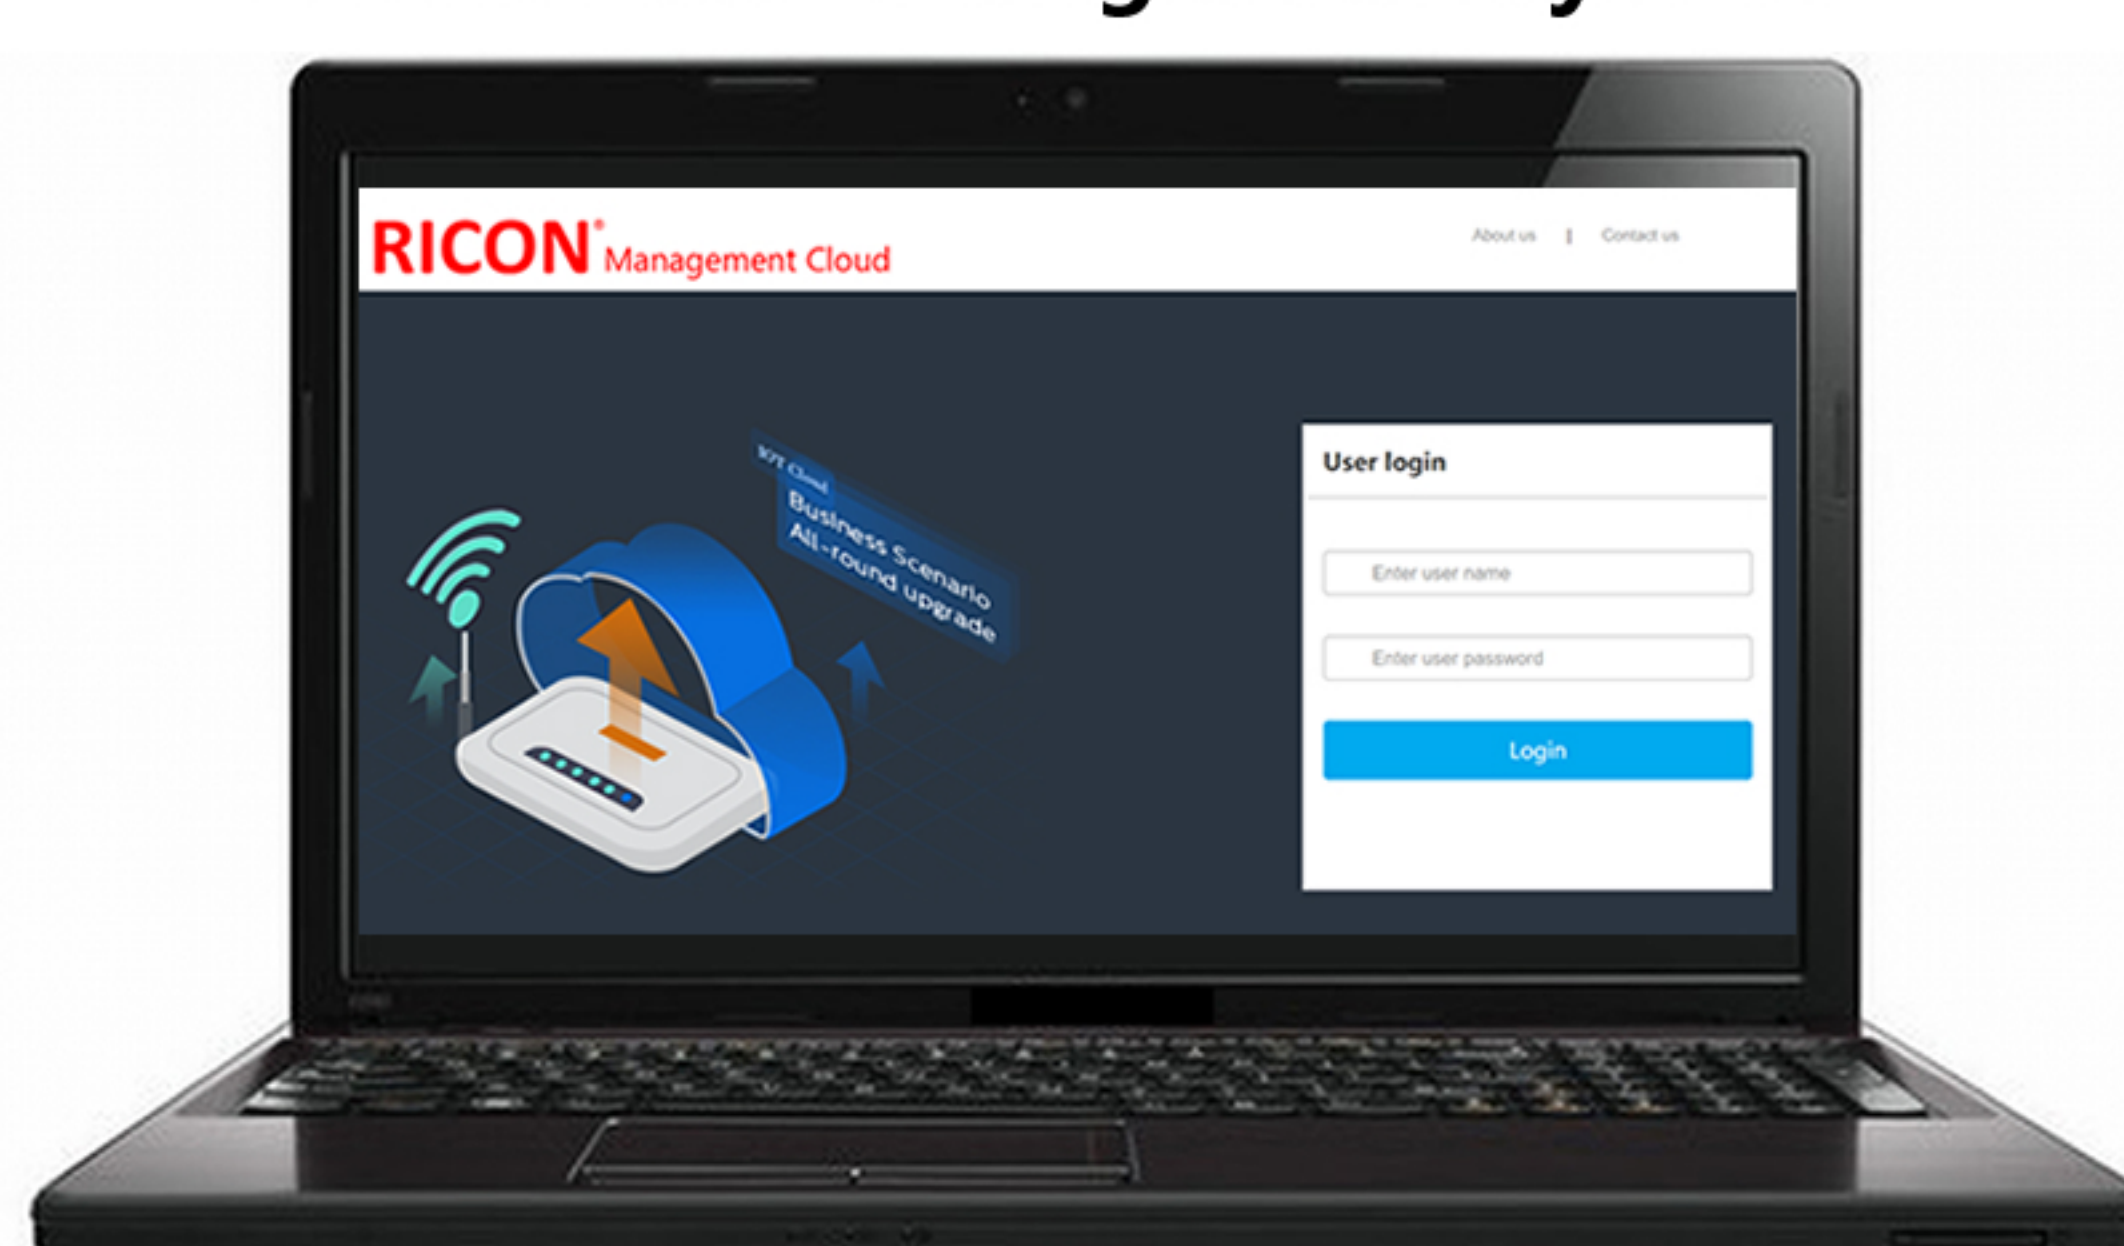 RICON® Management Cloud
About us | Contact us
IOT Cloud
Business Scenario
All-round upgrade
User login
Enter user name
Enter user password
Login